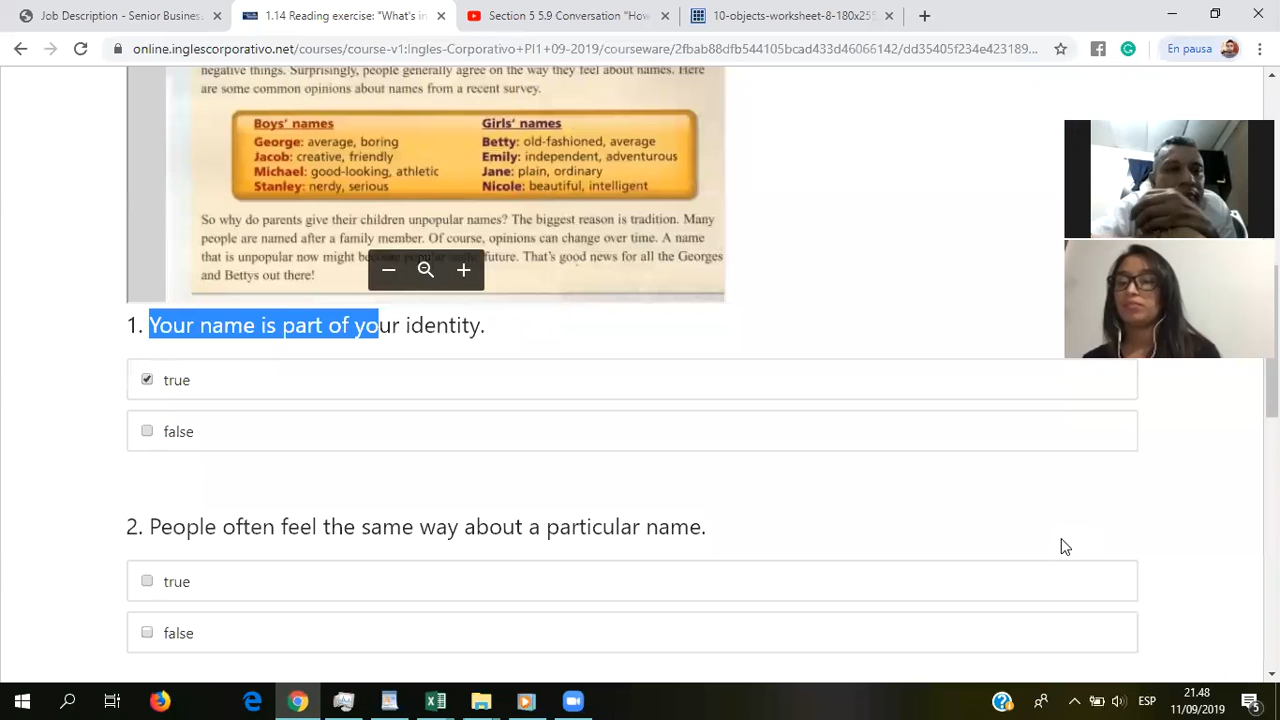 Job Description - Senior Business
1.14 Reading exercise: "What's in
Section 5 5.9 Conversation "How
10-objects-worksheet-8-180x255
online.inglescorporativo.net/courses/course-v1:Ingles-Corporativo+PI1+09-2019/courseware/2fbab88dfb544105bcad433d46066142/dd35405f234e423189...
En pausa
negative things. Surprisingly, people generally agree on the way they feel about names. Here
are some common opinions about names from a recent survey.
Boys' names
George: average, boring
Jacob: creative, friendly
Michael: good-looking, athletic
Stanley: nerdy, serious
Girls' names
Betty: old-fashioned, average
Emily: independent, adventurous
Jane: plain, ordinary
Nicole: beautiful, intelligent
So why do parents give their children unpopular names? The biggest reason is tradition. Many
people are named after a family member. Of course, opinions can change over time. A name
that is unpopular now might future. That's good news for all the Georges
and Bettys out there!
1. Your name is part of your identity.
true
false
2. People often feel the same way about a particular name.
true
false
ESP
21.48
11/09/2019
5